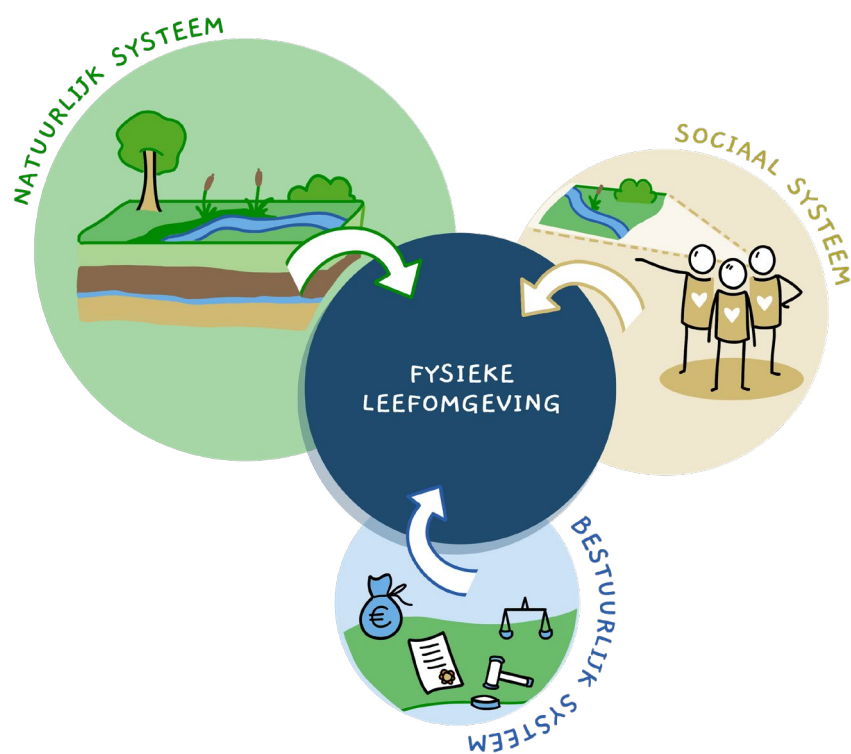 NATUURLIJK SYSTEEM
SOCIAAL SYSTEEM
FYSIEKE
LEEFOMGEVING
BESTUURLIJK SYSTEEM
€